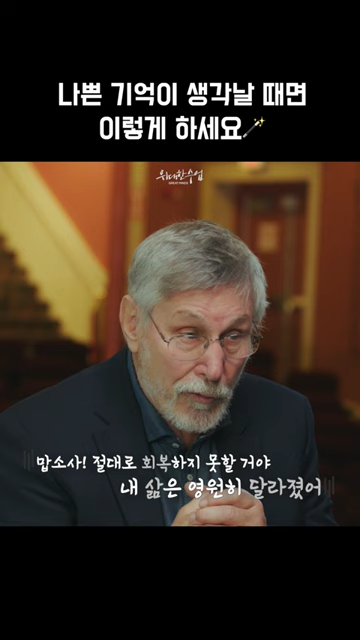 나쁜 기억이 생각날 때면
이렇게 하세요
위대한 수업
GREAT MINDS
맙소사! 절대로 회복하지 못할 거야
내 삶은 영원히 달라졌어